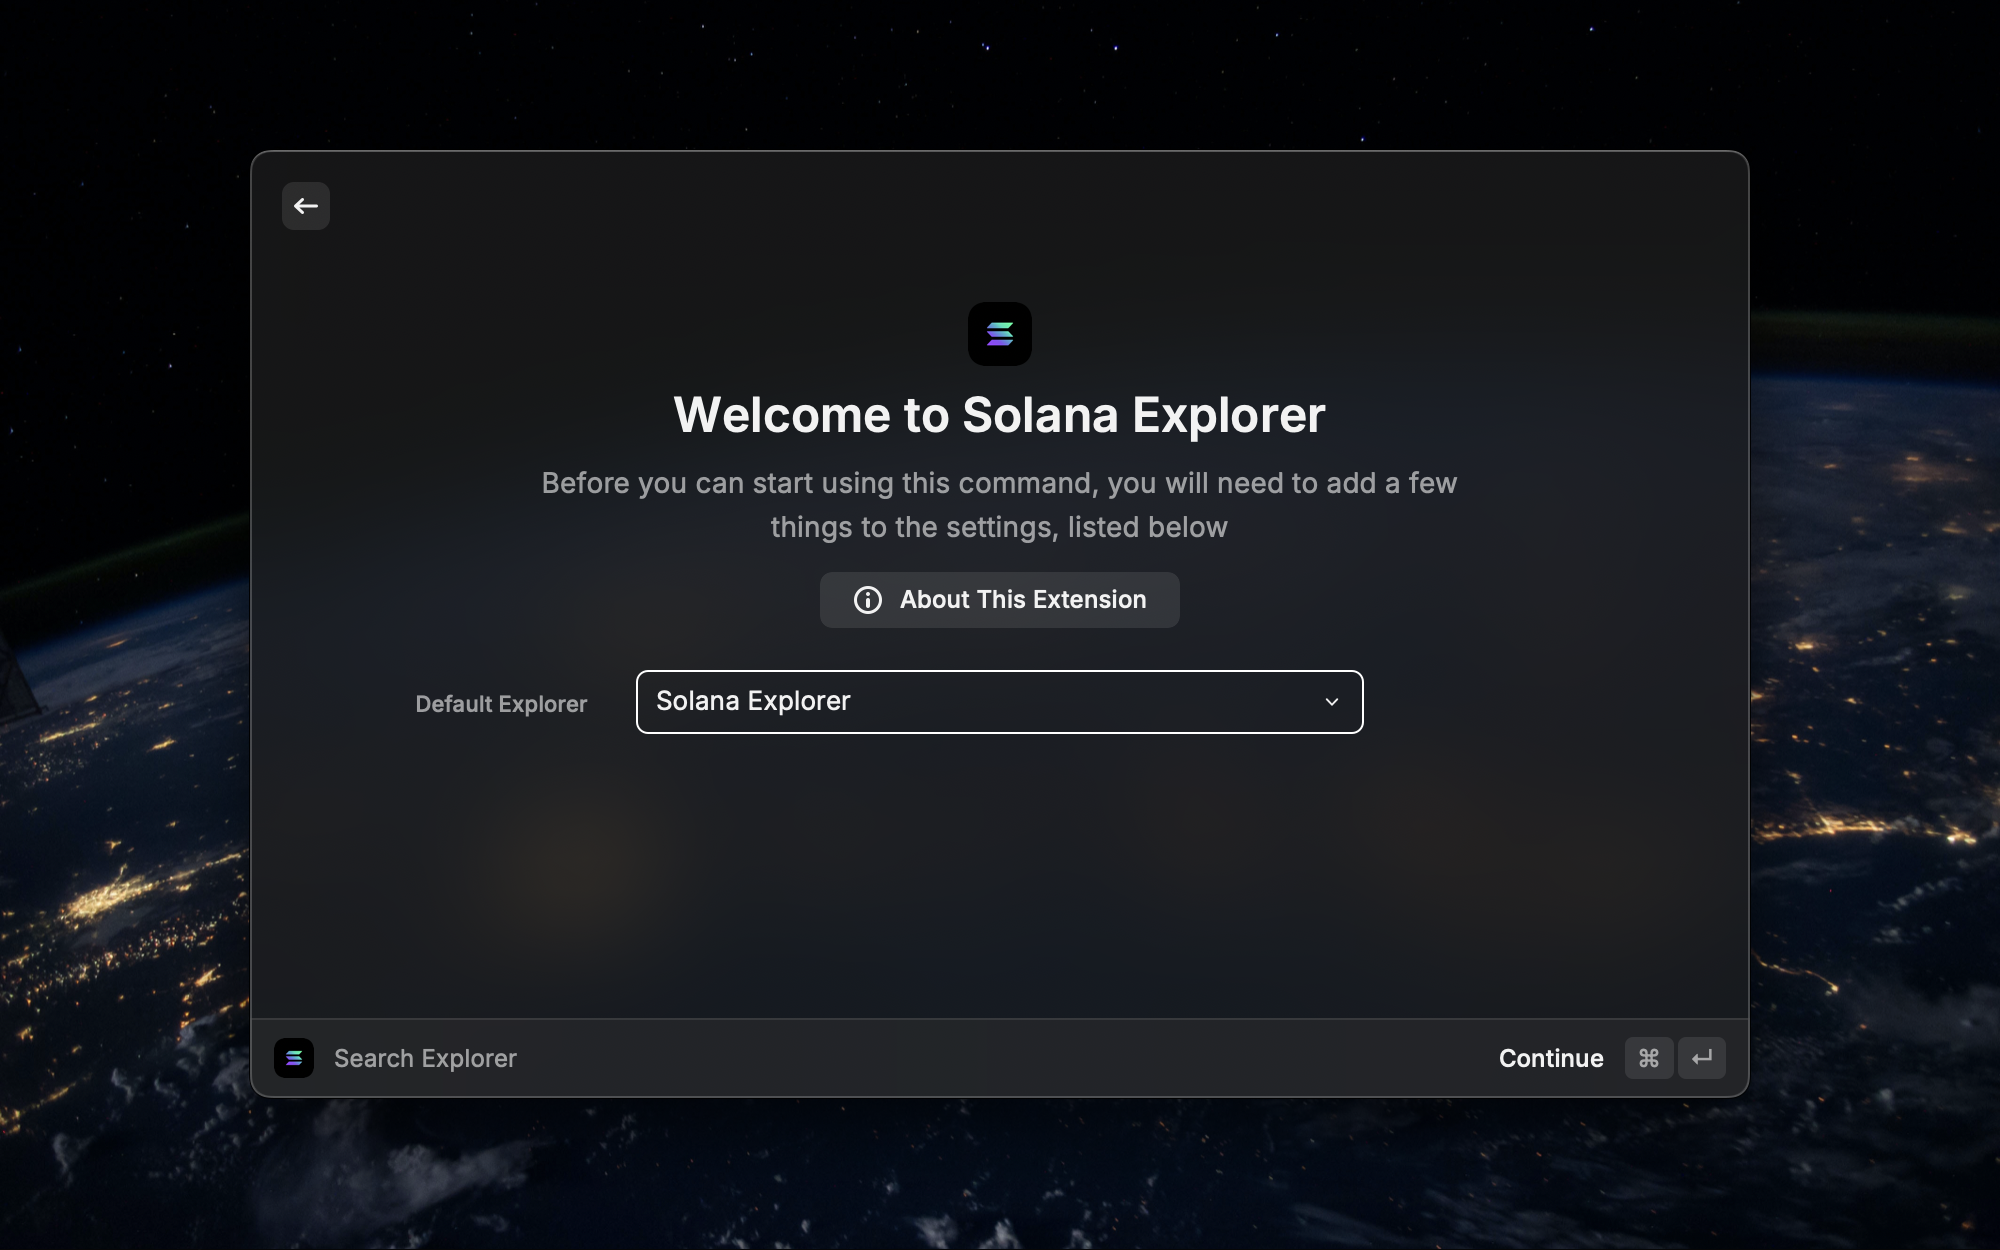 Welcome to Solana Explorer
Before you can start using this command, you will need to add a few
things to the settings, listed below
About This Extension
Default Explorer
Solana Explorer
Search Explorer
Continue ⌘ ↵